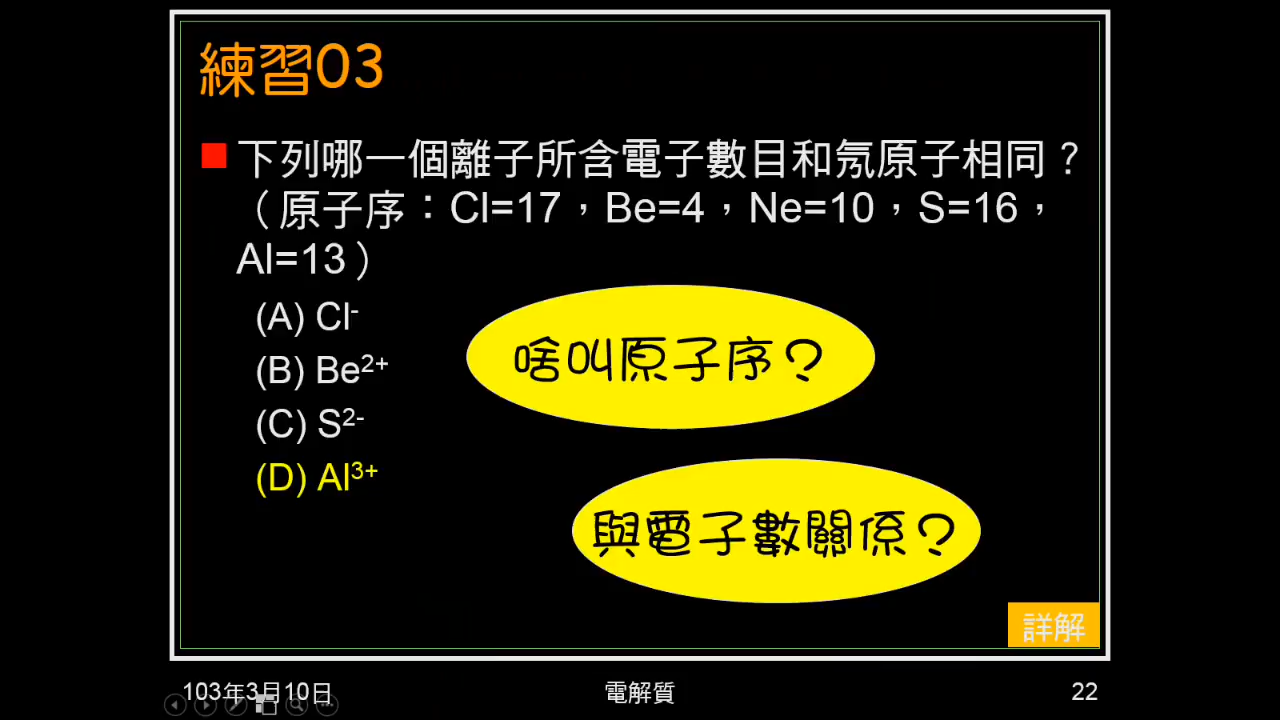 練習03
下列哪一個離子所含電子數目和氖原子相同？
（原子序：Cl=17，Be=4，Ne=10，S=16，
Al=13）
(A) Cl-
(B) Be2+
(C) S2-
(D) Al3+
啥叫原子序？
與電子數關係？
詳解
103年3月10日
電解質
22